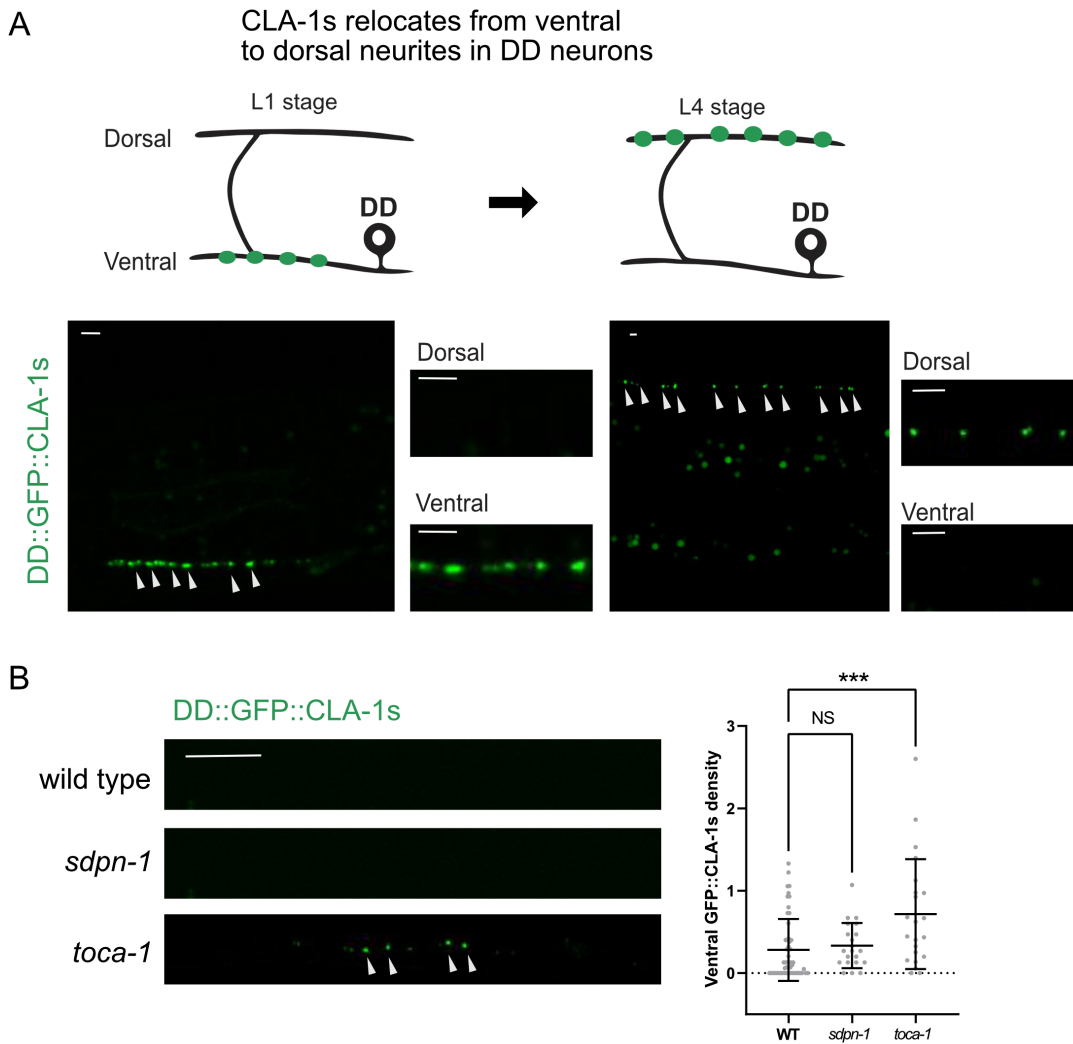 A
CLA-1s relocates from ventral
to dorsal neurites in DD neurons
L1 stage
L4 stage
Dorsal
DD
DD
Ventral
DD::GFP::CLA-1s
Dorsal
Ventral
Dorsal
Ventral
B
DD::GFP::CLA-1s
wild type
sdpn-1
toca-1
***
NS
Ventral GFP::CLA-1s density
3
2
1
0
WT
sdpn-1
toca-1